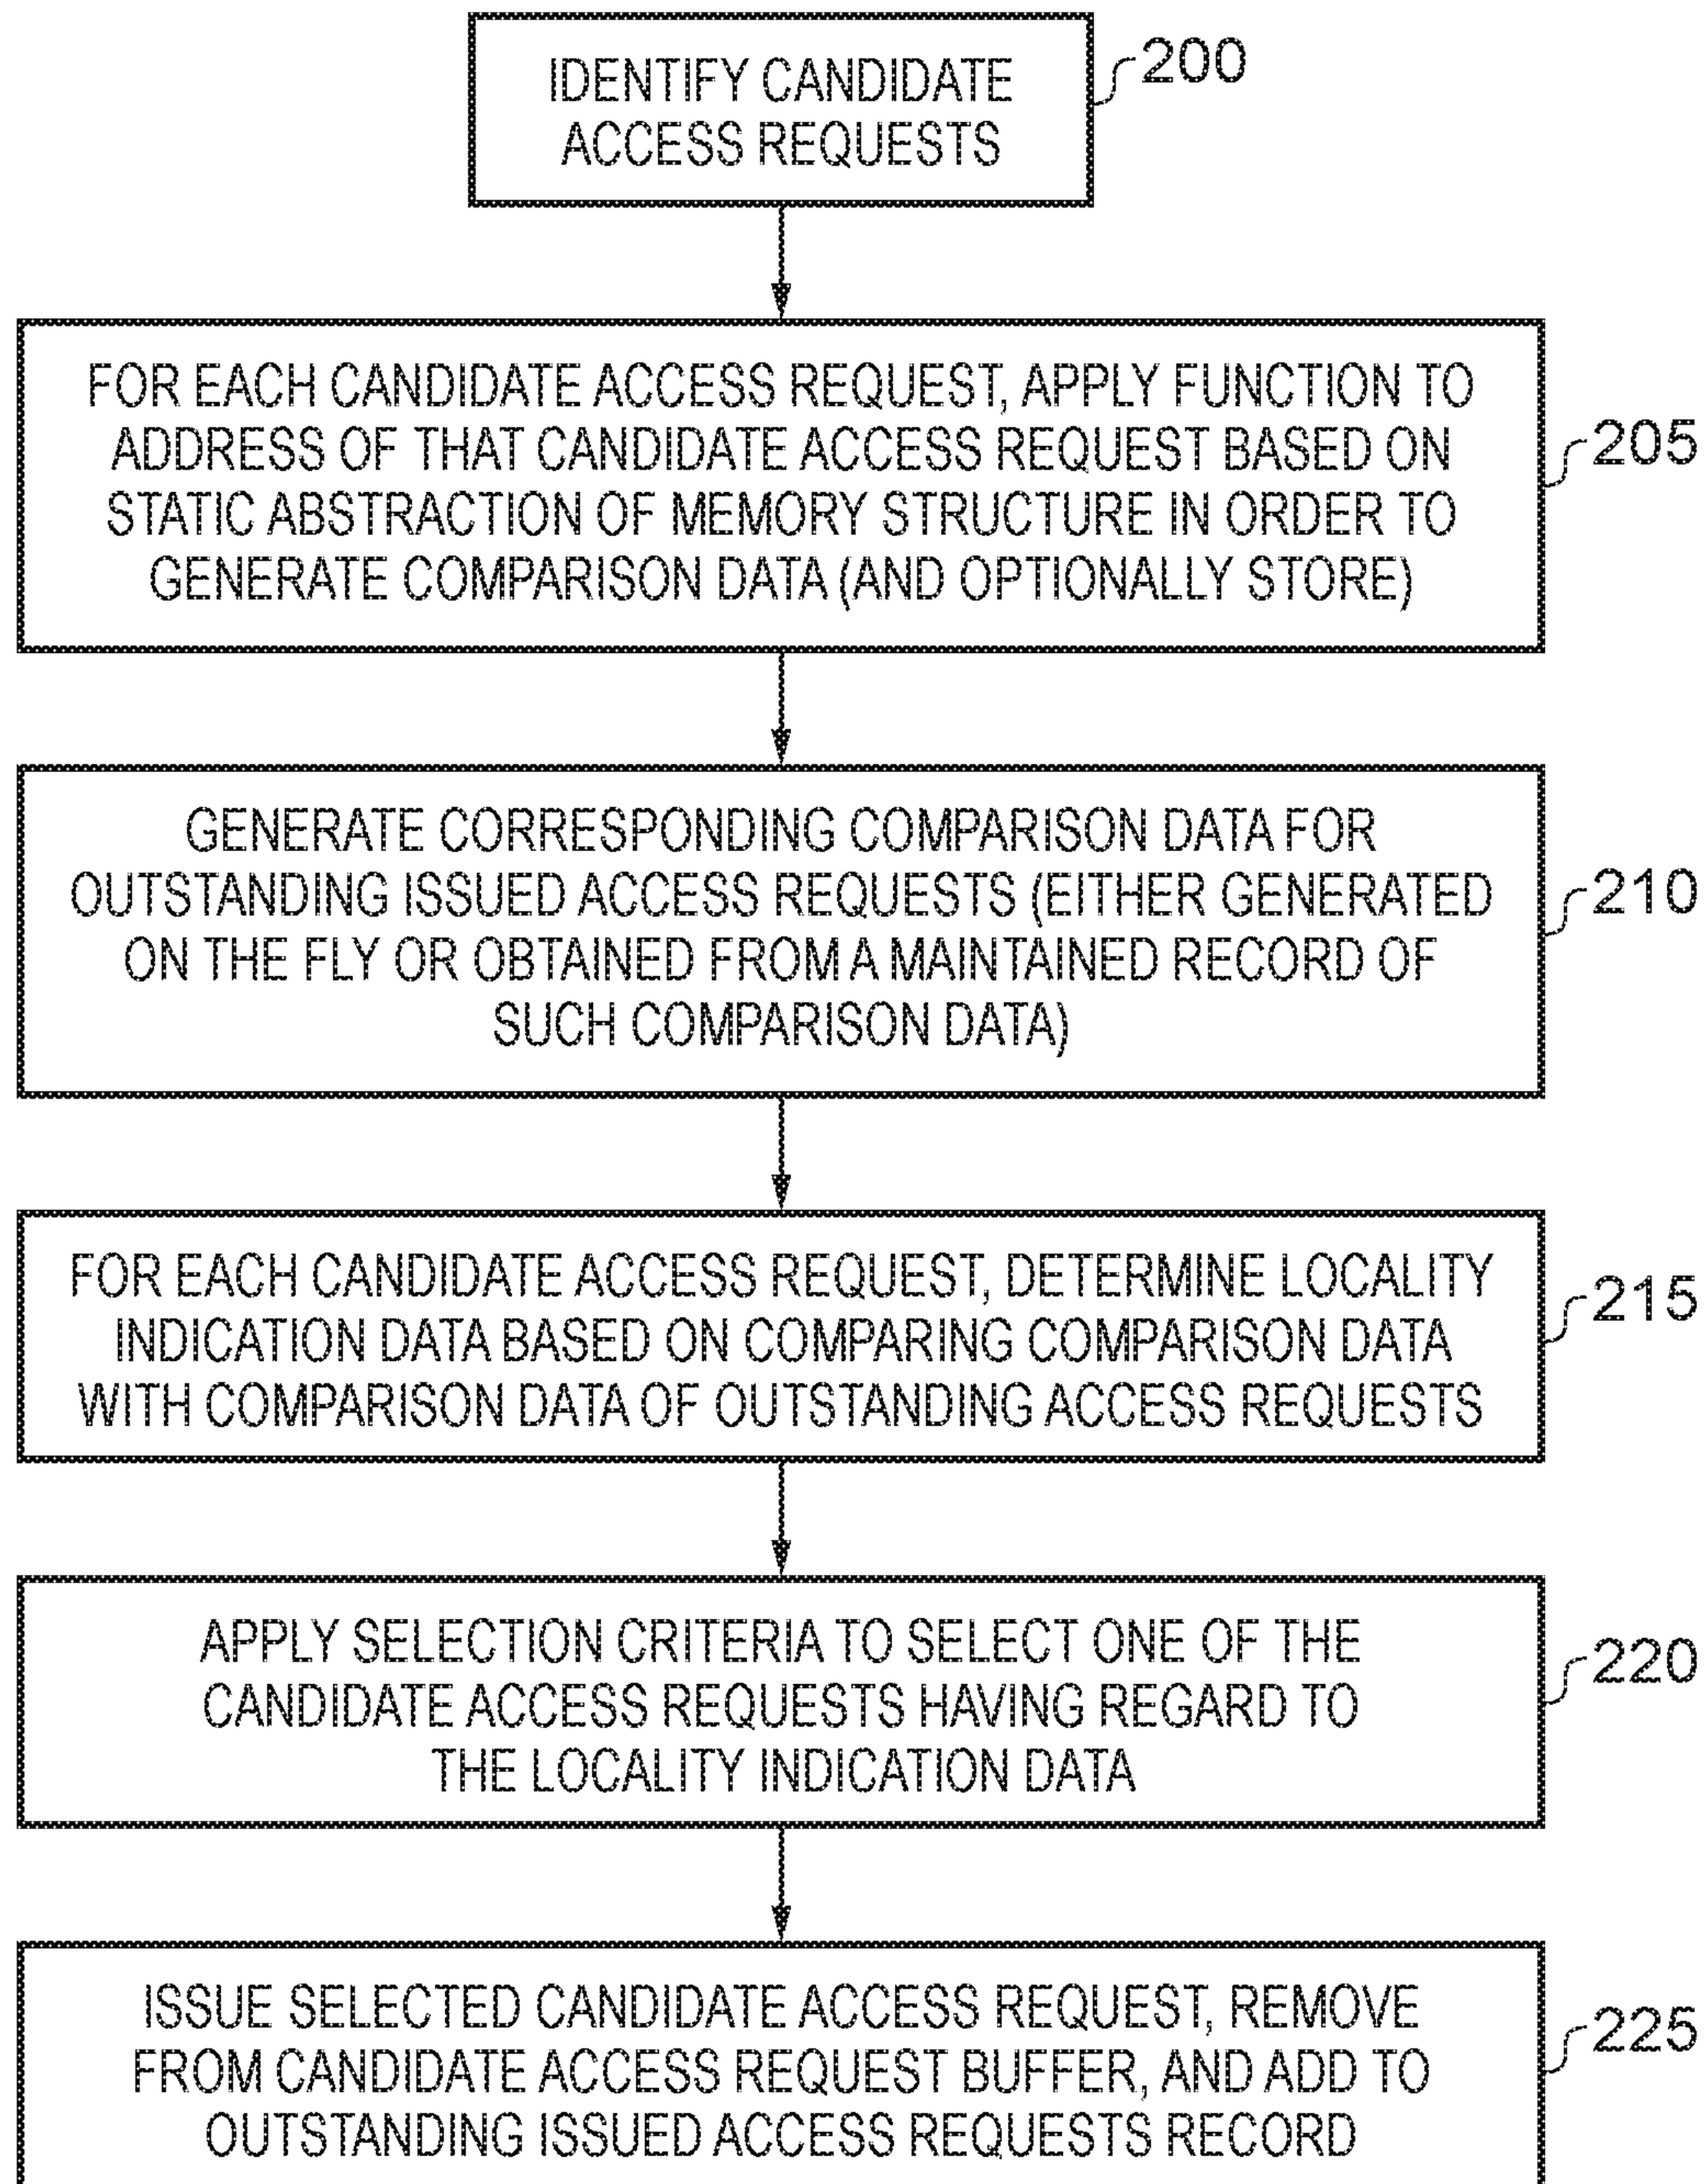 IDENTIFY CANDIDATE
ACCESS REQUESTS
200
FOR EACH CANDIDATE ACCESS REQUEST, APPLY FUNCTION TO
ADDRESS OF THAT CANDIDATE ACCESS REQUEST BASED ON
STATIC ABSTRACTION OF MEMORY STRUCTURE IN ORDER TO
GENERATE COMPARISON DATA (AND OPTIONALLY STORE)
205
GENERATE CORRESPONDING COMPARISON DATA FOR
OUTSTANDING ISSUED ACCESS REQUESTS (EITHER GENERATED
ON THE FLY OR OBTAINED FROM A MAINTAINED RECORD OF
SUCH COMPARISON DATA)
210
FOR EACH CANDIDATE ACCESS REQUEST, DETERMINE LOCALITY
INDICATION DATA BASED ON COMPARING COMPARISON DATA
WITH COMPARISON DATA OF OUTSTANDING ACCESS REQUESTS
215
APPLY SELECTION CRITERIA TO SELECT ONE OF THE
CANDIDATE ACCESS REQUESTS HAVING REGARD TO
THE LOCALITY INDICATION DATA
220
ISSUE SELECTED CANDIDATE ACCESS REQUEST, REMOVE
FROM CANDIDATE ACCESS REQUEST BUFFER, AND ADD TO
OUTSTANDING ISSUED ACCESS REQUESTS RECORD
225